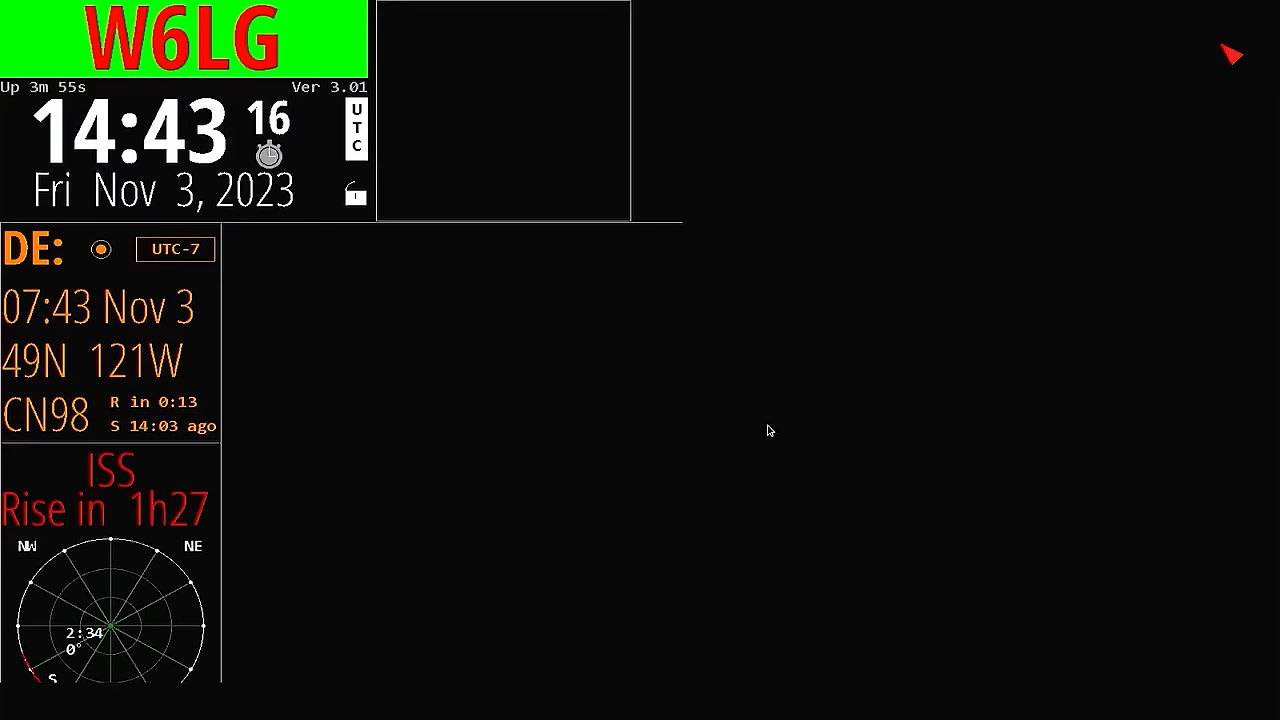 W6LG
Up 3m 55s Ver 3.01
14:43 16 UTC
Fri Nov 3, 2023
DE: UTC-7
07:43 Nov 3
49N 121W
CN98 R in 0:13
S 14:03 ago
ISS
Rise in 1h27
NW NE
2:34
0°
S